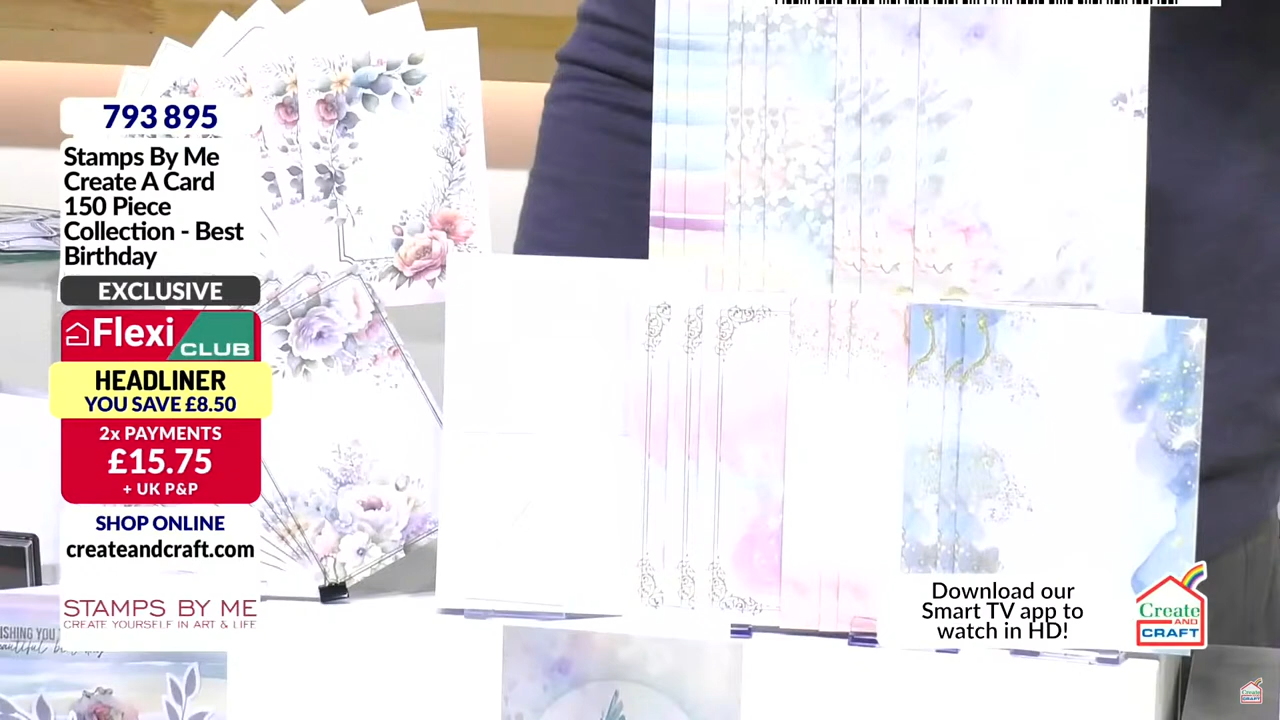 793 895
Stamps By Me
Create A Card
150 Piece
Collection - Best
Birthday
EXCLUSIVE
Flexi
CLUB
HEADLINER
YOU SAVE £8.50
2x PAYMENTS
£15.75
+ UK P&P
SHOP ONLINE
createandcraft.com
STAMPS BY ME
CREATE YOURSELF IN ART & LIFE
ISHING YOU
Download our
Smart TV app to
watch in HD!
Create
AND
CRAFT